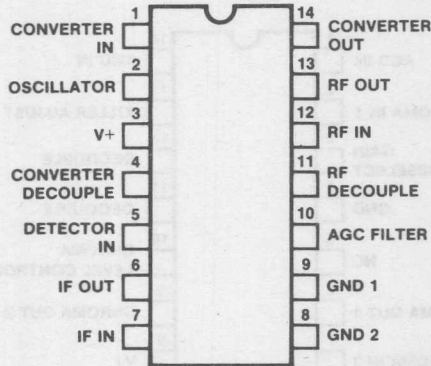 1
CONVERTER
IN
2
OSCILLATOR
3
V+
4
CONVERTER
DECOUPLE
5
DETECTOR
IN
6
IF OUT
7
IF IN
14
CONVERTER
OUT
13
RF OUT
12
RF IN
11
RF
DECOUPLE
10
AGC FILTER
9
GND 1
8
GND 2